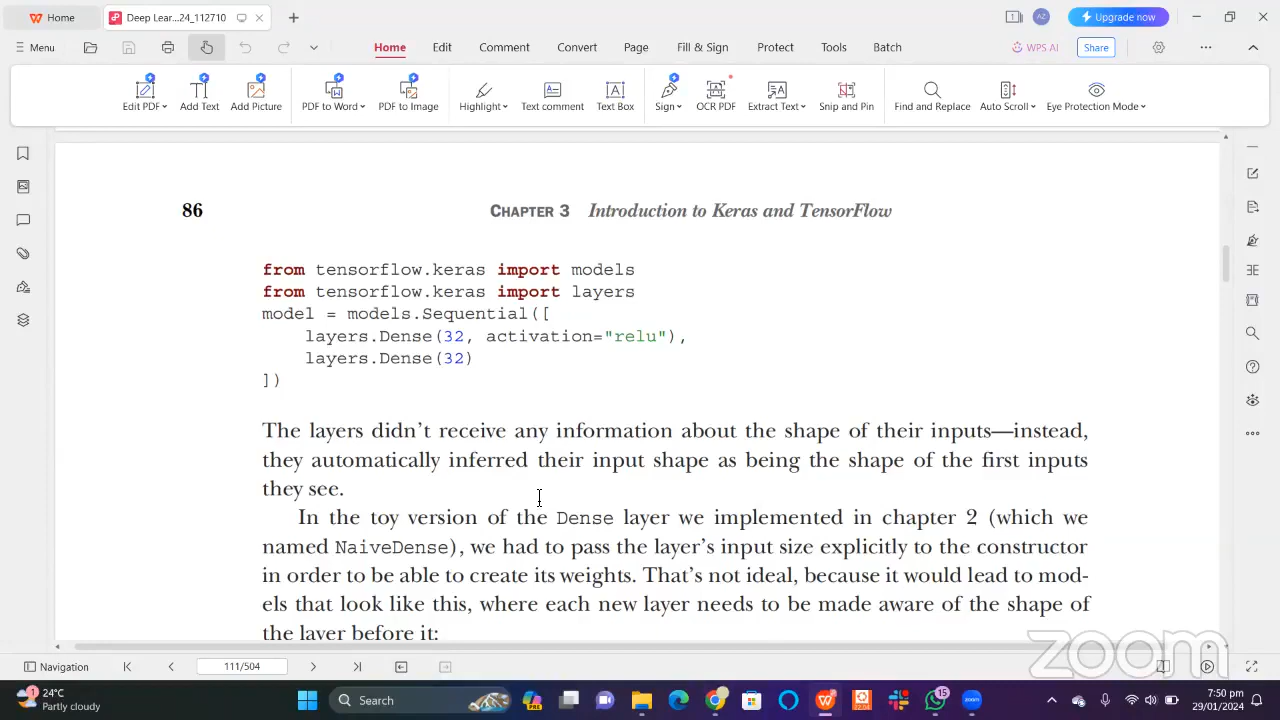 Home
Deep Lear...24_112710
AZ
Upgrade now
Menu
Home Edit Comment Convert Page Fill & Sign Protect Tools Batch
WPS AI
Share
Edit PDF Add Text Add Picture PDF to Word PDF to Image Highlight Text comment Text Box Sign OCR PDF Extract Text Snip and Pin Find and Replace Auto Scroll Eye Protection Mode
86 CHAPTER 3 Introduction to Keras and TensorFlow
from tensorflow.keras import models
from tensorflow.keras import layers
model = models.Sequential([
layers.Dense(32, activation="relu"),
layers.Dense(32)
])
The layers didn't receive any information about the shape of their inputs—instead,
they automatically inferred their input shape as being the shape of the first inputs
they see.
In the toy version of the Dense layer we implemented in chapter 2 (which we
named NaiveDense), we had to pass the layer's input size explicitly to the constructor
in order to be able to create its weights. That's not ideal, because it would lead to mod-
els that look like this, where each new layer needs to be made aware of the shape of
the layer before it:
zoom
Navigation
111/504
1
24°C
Partly cloudy
Search
PRE
22.04
15
zoom
7:50 pm
29/01/2024